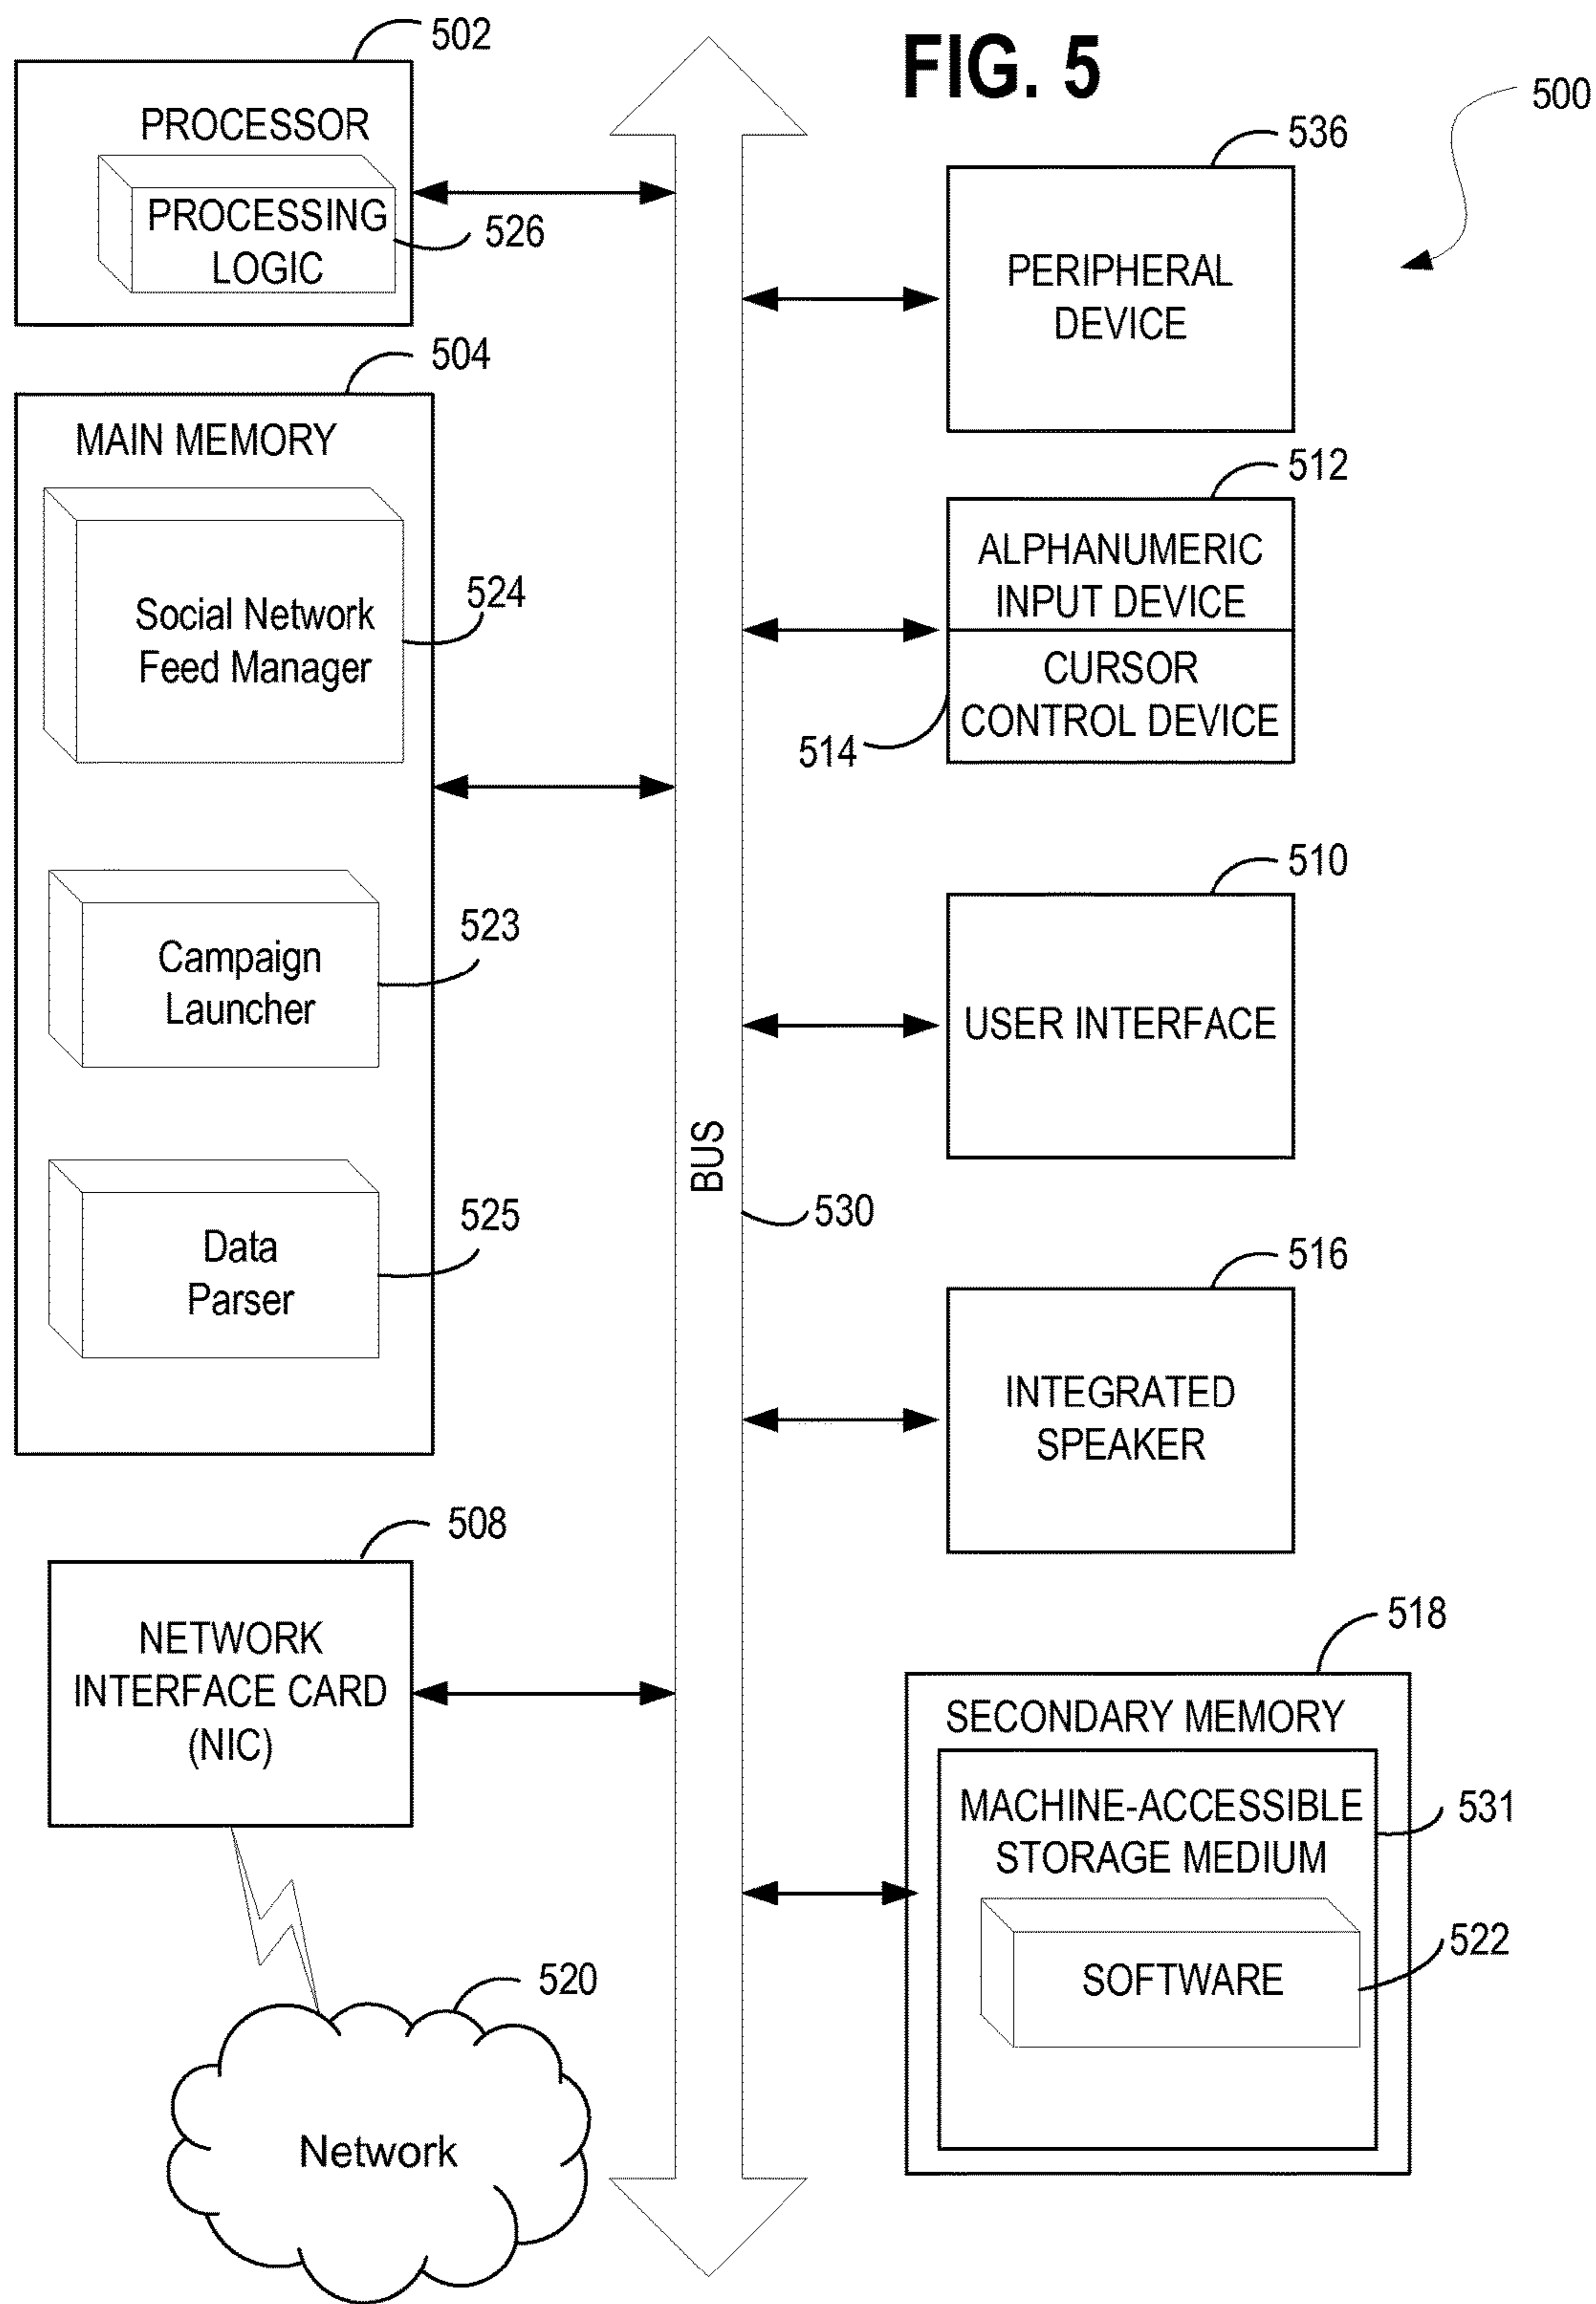 FIG. 5
500
502
PROCESSOR
PROCESSING
LOGIC
526
504
MAIN MEMORY
Social Network
Feed Manager
524
Campaign
Launcher
523
Data
Parser
525
508
NETWORK
INTERFACE CARD
(NIC)
520
Network
BUS
530
536
PERIPHERAL
DEVICE
512
ALPHANUMERIC
INPUT DEVICE
CURSOR
CONTROL DEVICE
514
510
USER INTERFACE
516
INTEGRATED
SPEAKER
518
SECONDARY MEMORY
MACHINE-ACCESSIBLE
STORAGE MEDIUM
531
SOFTWARE
522